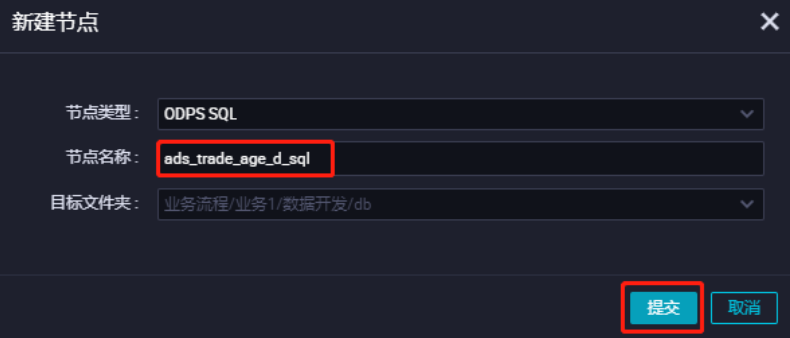 新建节点
节点类型： ODPS SQL
节点名称： ads_trade_age_d_sql
目标文件夹： 业务流程/业务1/数据开发/db
提交 取消